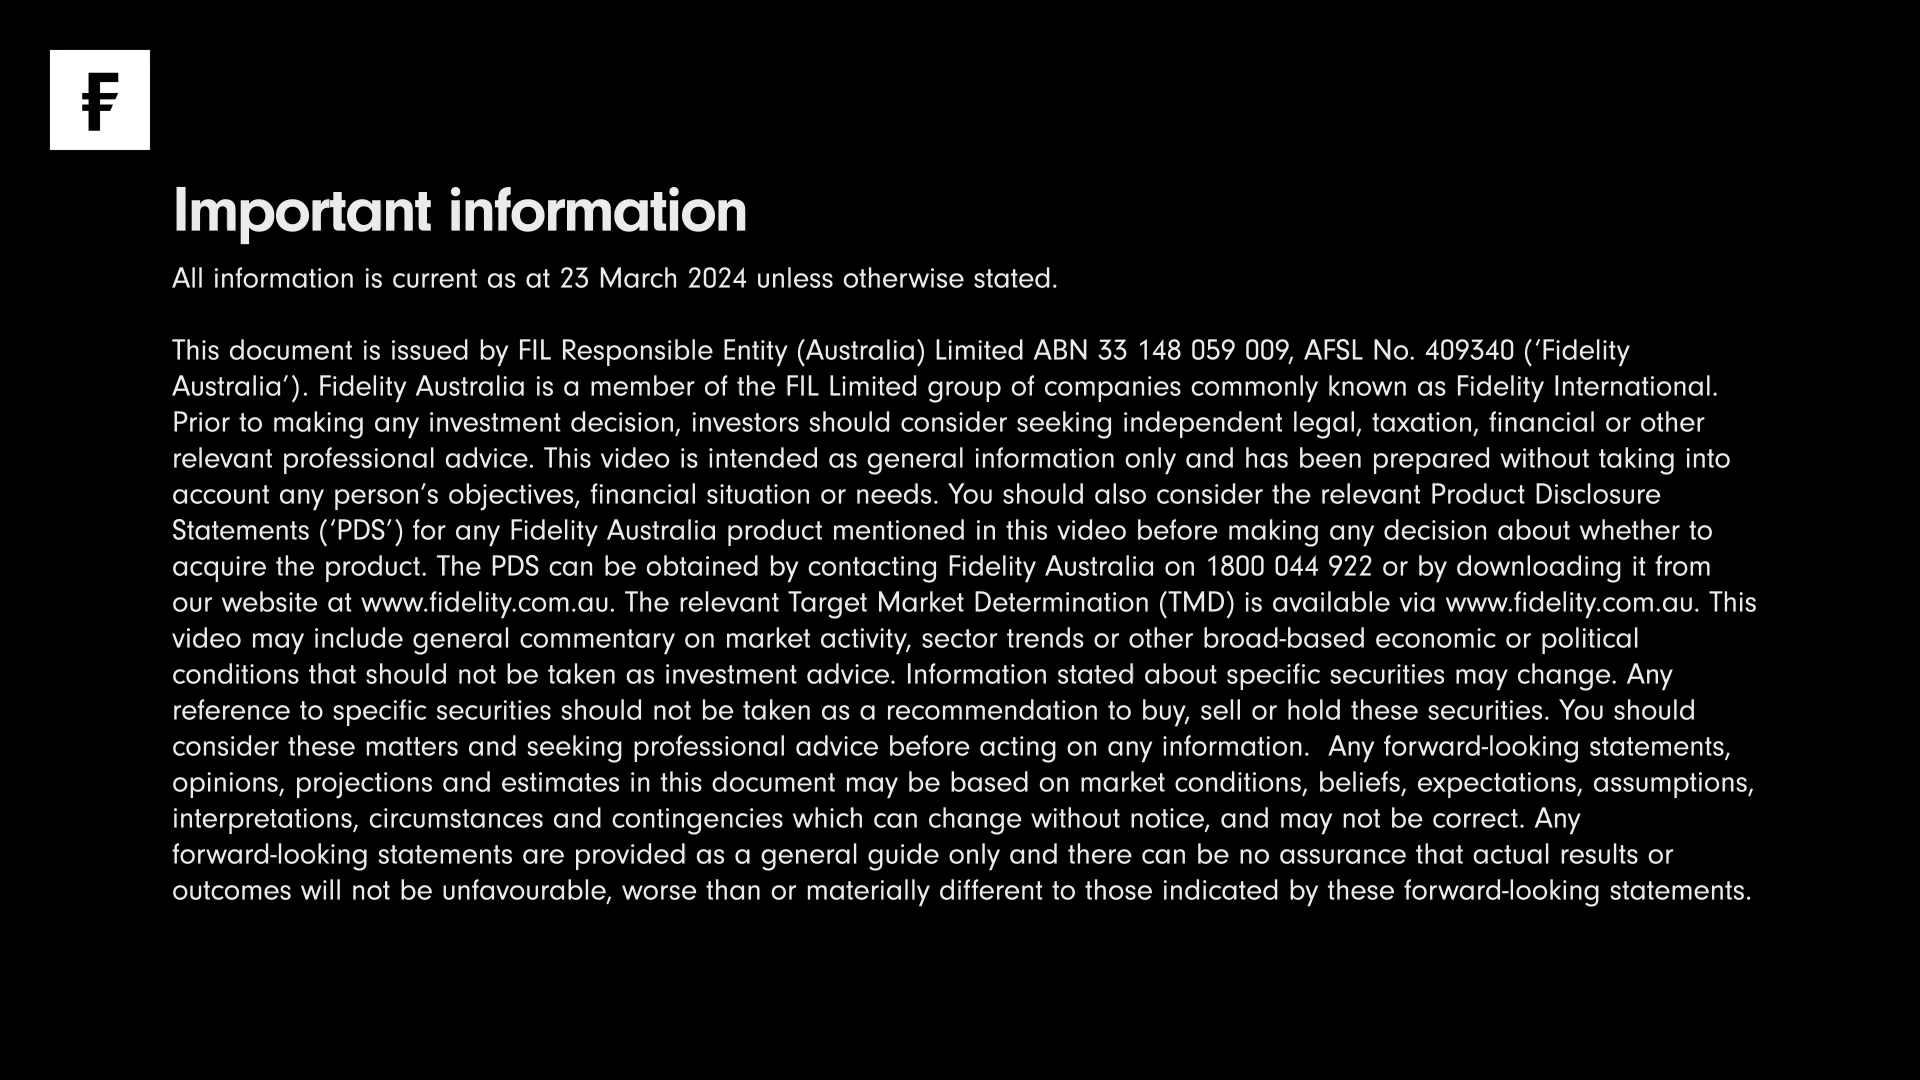 Important information
All information is current as at 23 March 2024 unless otherwise stated.
This document is issued by FIL Responsible Entity (Australia) Limited ABN 33 148 059 009, AFSL No. 409340 (‘Fidelity
Australia’). Fidelity Australia is a member of the FIL Limited group of companies commonly known as Fidelity International.
Prior to making any investment decision, investors should consider seeking independent legal, taxation, financial or other
relevant professional advice. This video is intended as general information only and has been prepared without taking into
account any person’s objectives, financial situation or needs. You should also consider the relevant Product Disclosure
Statements (‘PDS’) for any Fidelity Australia product mentioned in this video before making any decision about whether to
acquire the product. The PDS can be obtained by contacting Fidelity Australia on 1800 044 922 or by downloading it from
our website at www.fidelity.com.au. The relevant Target Market Determination (TMD) is available via www.fidelity.com.au. This
video may include general commentary on market activity, sector trends or other broad-based economic or political
conditions that should not be taken as investment advice. Information stated about specific securities may change. Any
reference to specific securities should not be taken as a recommendation to buy, sell or hold these securities. You should
consider these matters and seeking professional advice before acting on any information.  Any forward-looking statements,
opinions, projections and estimates in this document may be based on market conditions, beliefs, expectations, assumptions,
interpretations, circumstances and contingencies which can change without notice, and may not be correct. Any
forward-looking statements are provided as a general guide only and there can be no assurance that actual results or
outcomes will not be unfavourable, worse than or materially different to those indicated by these forward-looking statements.